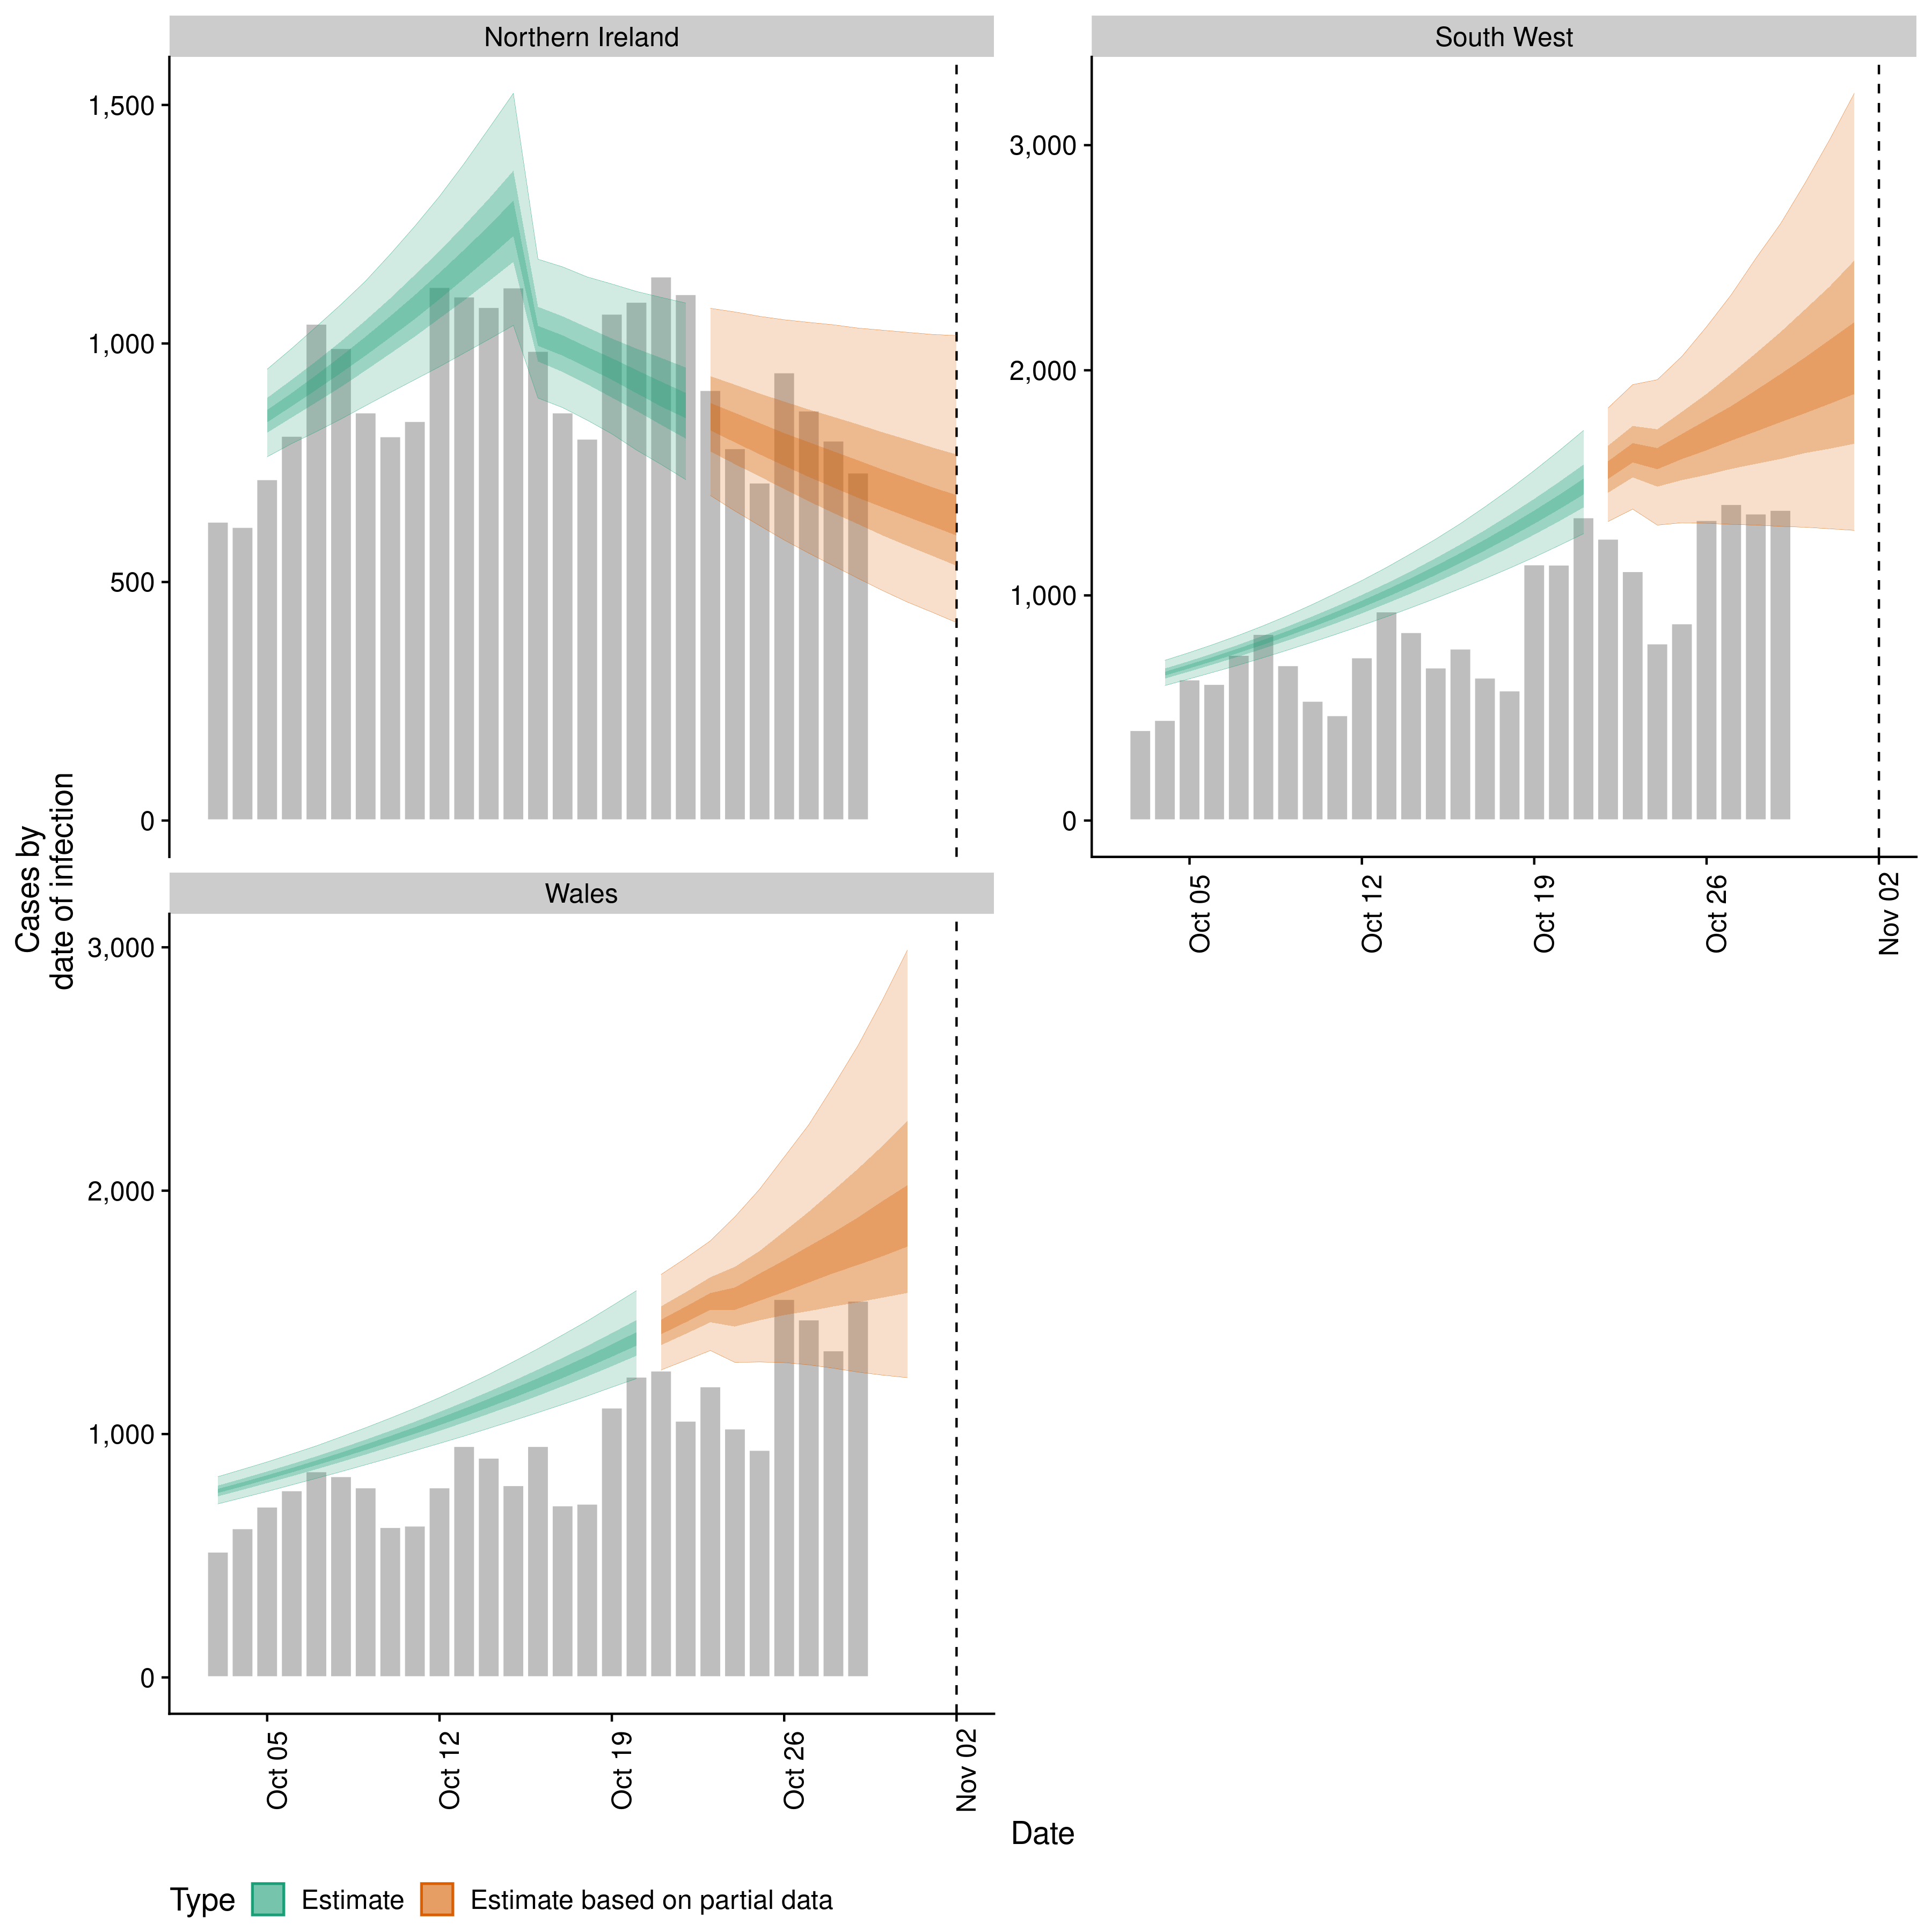 Northern Ireland
South West
1,500
1,000
500
0
3,000
2,000
1,000
0
Oct 05
Oct 12
Oct 19
Oct 26
Nov 02
Cases by
date of infection
Wales
3,000
2,000
1,000
0
Oct 05
Oct 12
Oct 19
Oct 26
Nov 02
Date
Type Estimate Estimate based on partial data